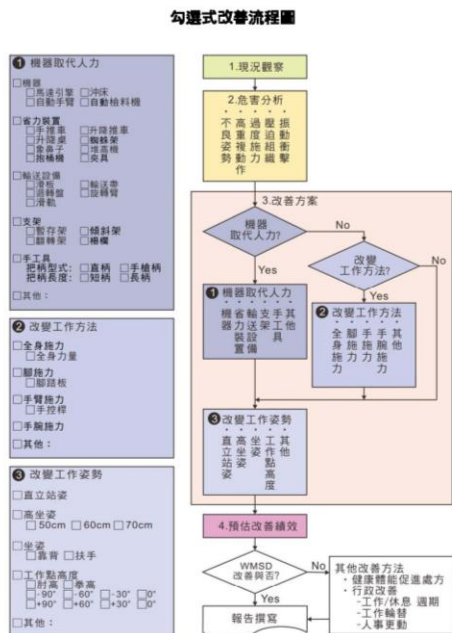 勾選式改善流程圖
❶ 機器取代人力
□機器
□馬達引擎 □沖床
□自動手臂 □自動檢料機
□省力裝置
□手推車 □升降推車
□升降桌 □蜘蛛架
□象鼻子 □堆高機
□抱桶機 □夾具
□輸送設備
□滑板 □輸送帶
□迴轉盤 □旋轉臂
□滑軌
□支架
□暫存架 □傾斜架
□翻轉架 □柵欄
□手工具
把柄型式：□直柄 □手槍柄
把柄長度：□短柄 □長柄
□其他：
❷ 改變工作方法
□全身施力
□全身力量
□腳施力
□腳踏板
□手臂施力
□手控桿
□手腕施力
□其他：
❸ 改變工作姿勢
□直立站姿
□高坐姿
□50cm □60cm □70cm
□坐姿
□靠背 □扶手
□工作點高度
□肘高 □拳高
□-90° □-60° □-30° □0°
□+90° □+60° □+30° □0°
□其他：
1.現況觀察
2.危害分析
・不良姿勢
・高重複動作
・過度施力
・壓迫組織
・振動衝擊
3.改善方案
機器
取代人力?
No
Yes
改變
工作方法?
No
Yes
❶機器取代人力
・機器
・省力裝置
・輸送設備
・支架
・手工具
・其他
❷改變工作方法
・全身施力
・腳施力
・手施力
・手腕施力
・其他
❸改變工作姿勢
・直立站姿
・高坐姿
・坐姿
・工作點高度
・其他
4.預估改善績效
WMSD
改善與否?
No
Yes
其他改善方法
・健康體能促進處方
・行政改善
-工作/休息 週期
-工作輪替
-人事更動
報告撰寫